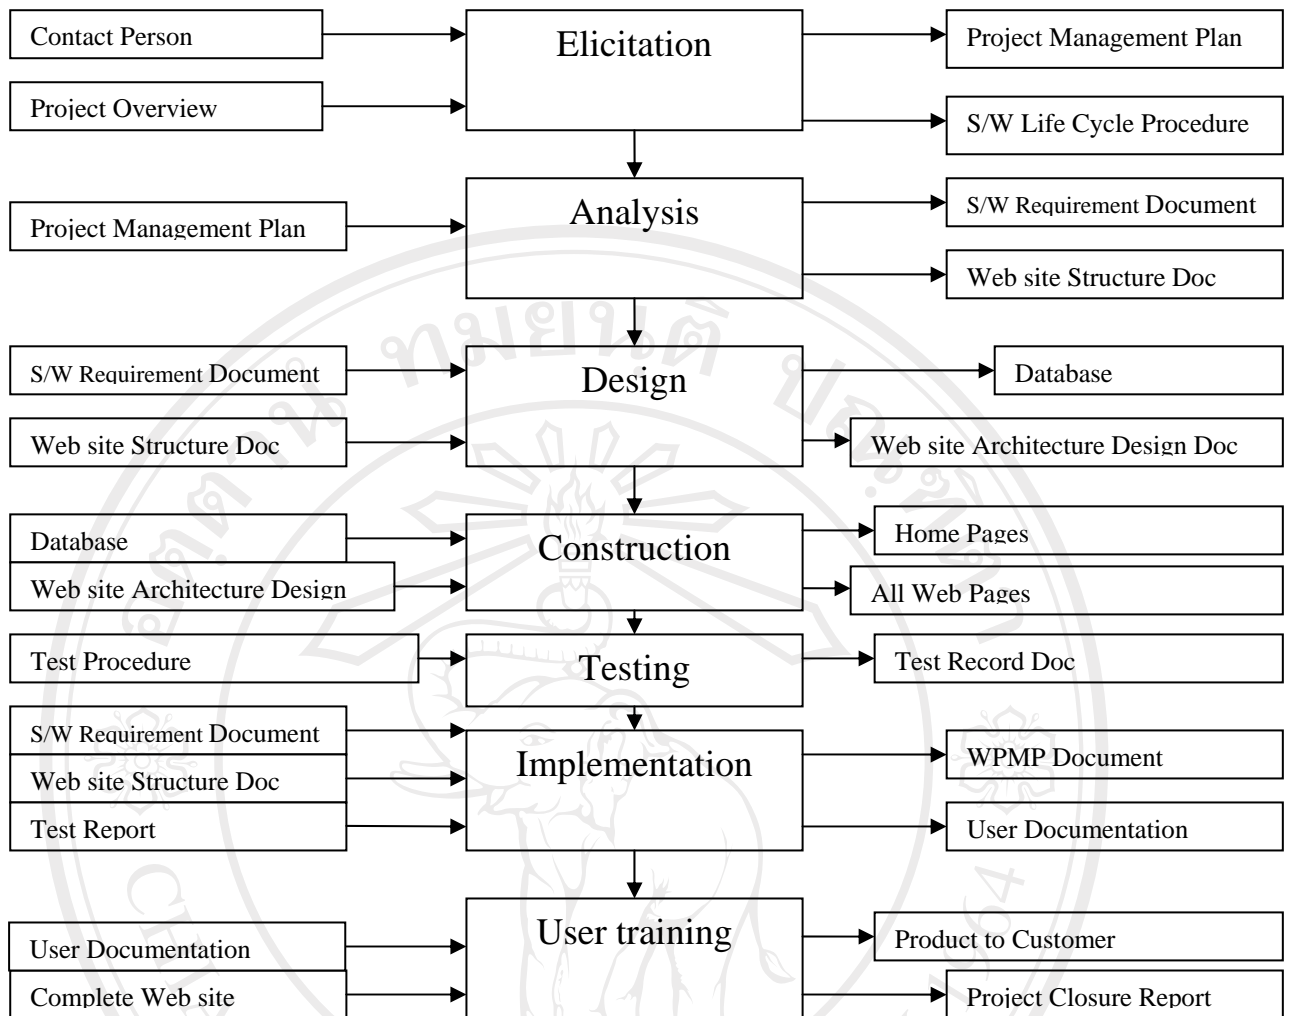 Contact Person
Elicitation
Project Management Plan
Project Overview
S/W Life Cycle Procedure
Project Management Plan
Analysis
S/W Requirement Document
Web site Structure Doc
S/W Requirement Document
Design
Database
Web site Structure Doc
Web site Architecture Design Doc
Database
Construction
Home Pages
Web site Architecture Design
All Web Pages
Test Procedure
Testing
Test Record Doc
S/W Requirement Document
Implementation
WPMP Document
Web site Structure Doc
Test Report
User Documentation
User Documentation
User training
Product to Customer
Complete Web site
Project Closure Report